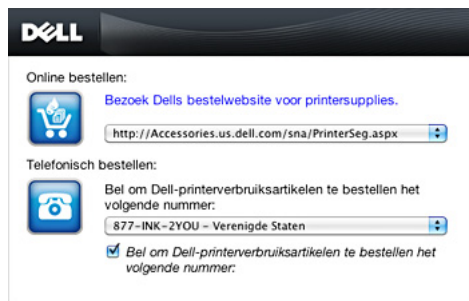 DELL
Online bestellen:
Bezoek Dells bestelwebsite voor printersupplies.
http://Accessories.us.dell.com/sna/PrinterSeg.aspx
Telefonisch bestellen:
Bel om Dell-printerverbruiksartikelen te bestellen het
volgende nummer:
877-INK-2YOU - Verenigde Staten
Bel om Dell-printerverbruiksartikelen te bestellen het
volgende nummer: